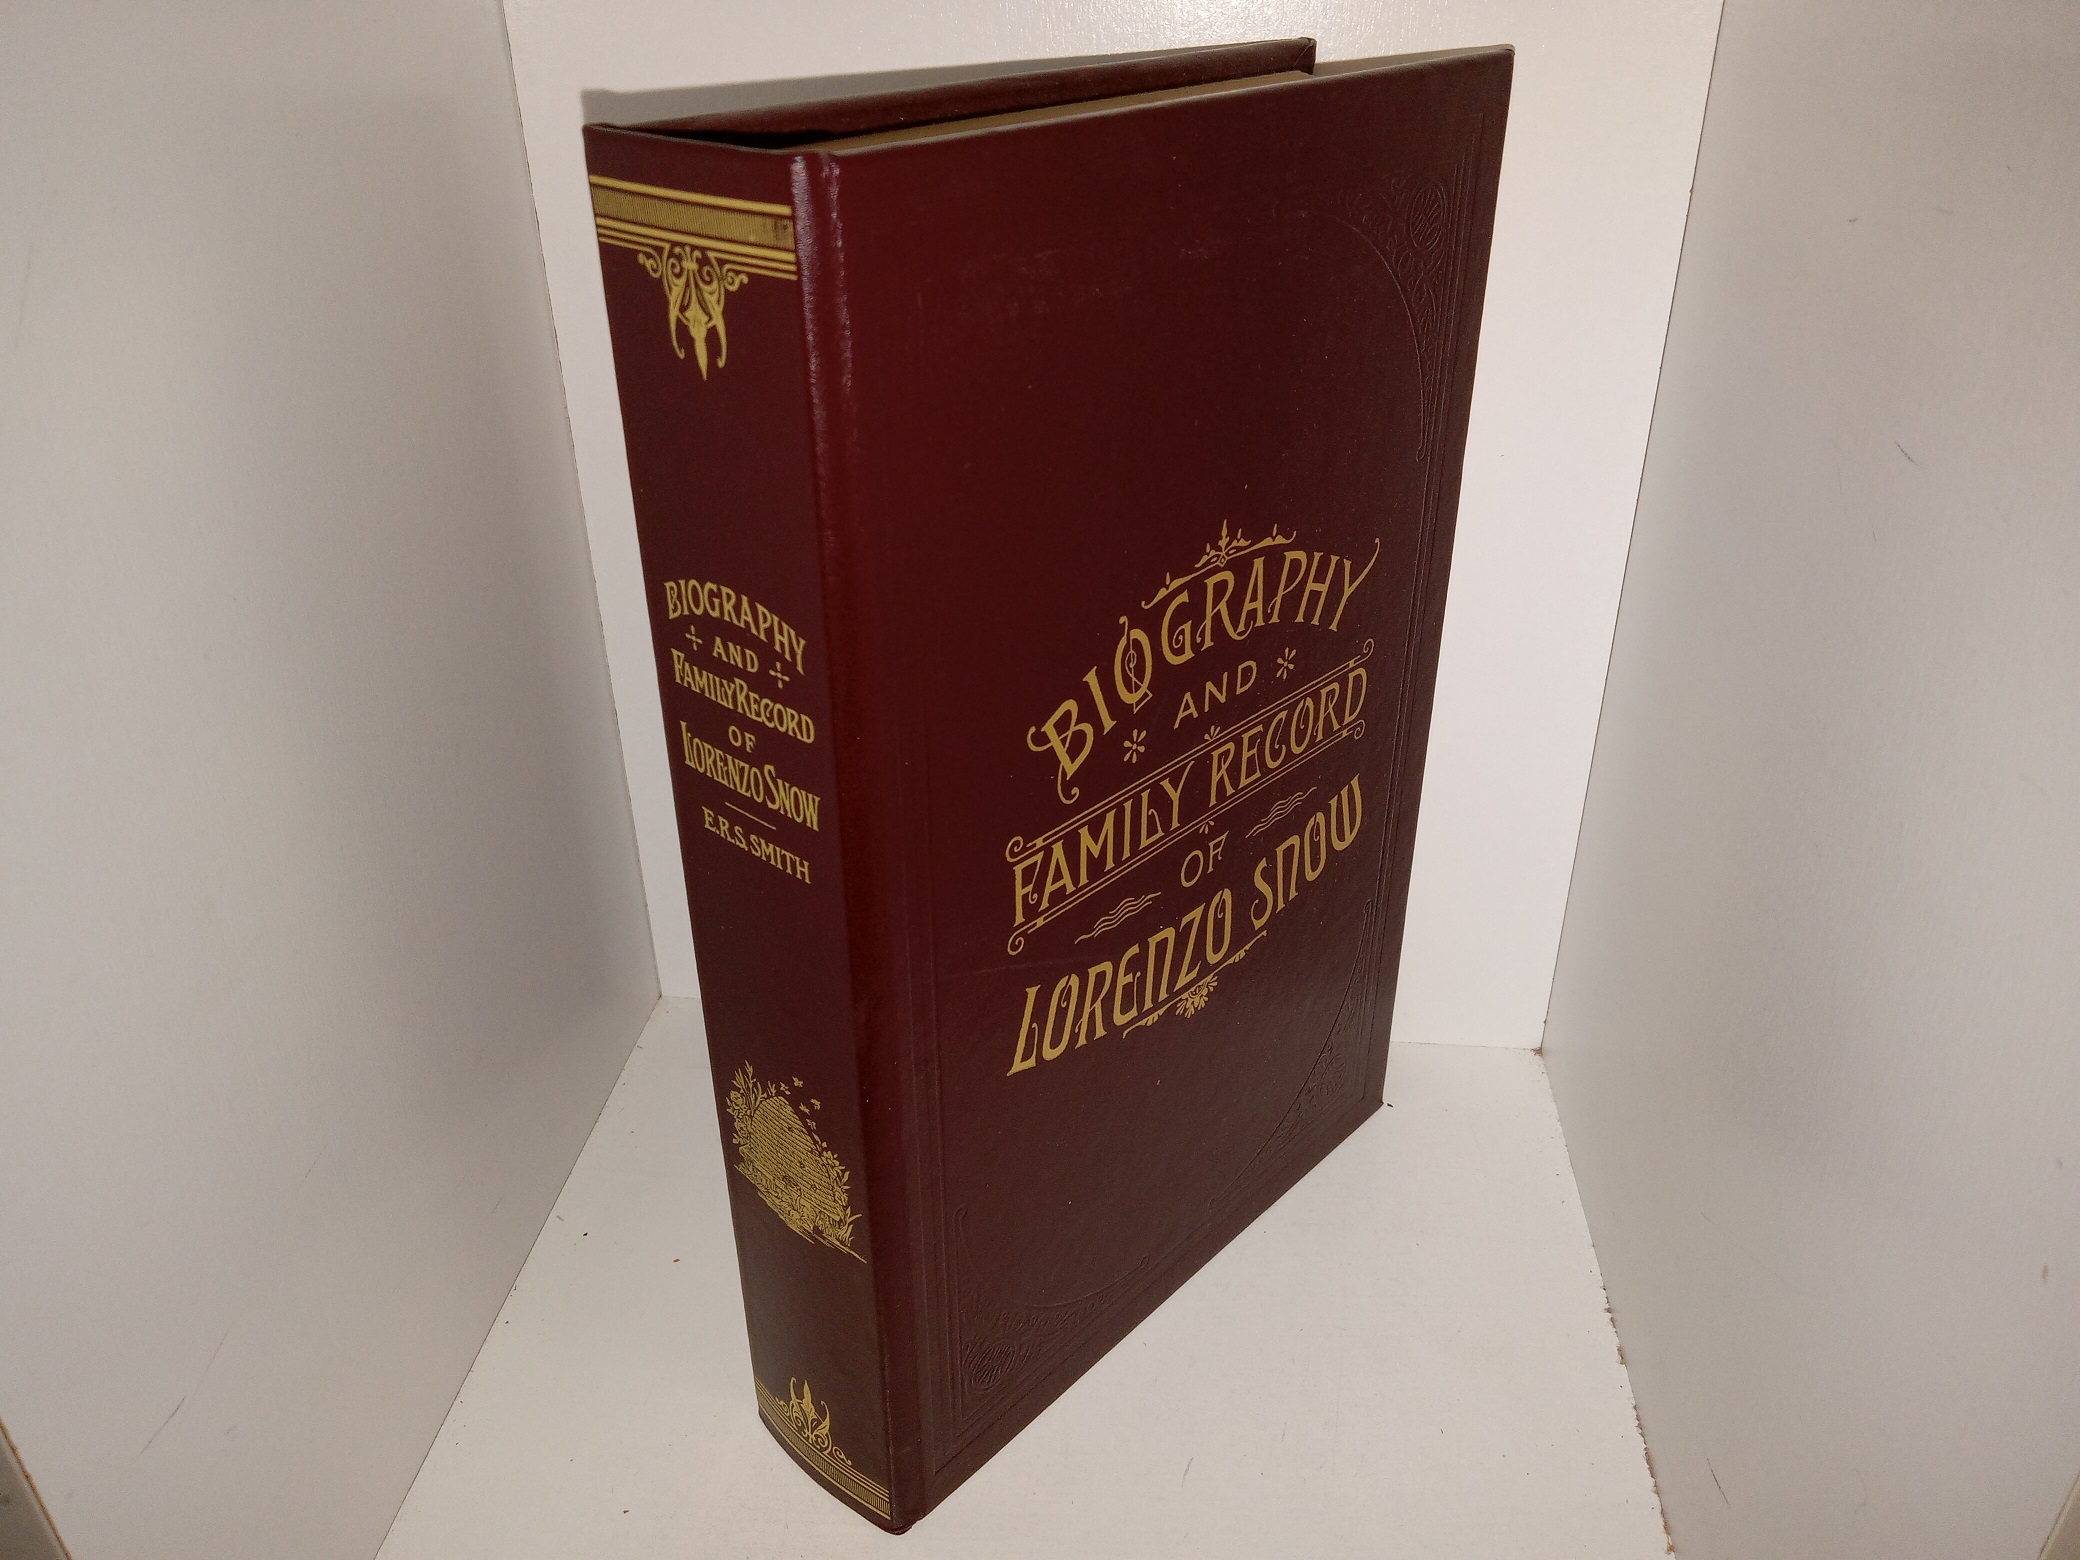 BIOGRAPHY
AND
FAMILY RECORD
OF
LORENZO SNOW
E.R.S. SMITH
BIOGRAPHY
AND
FAMILY RECORD
OF
LORENZO SNOW